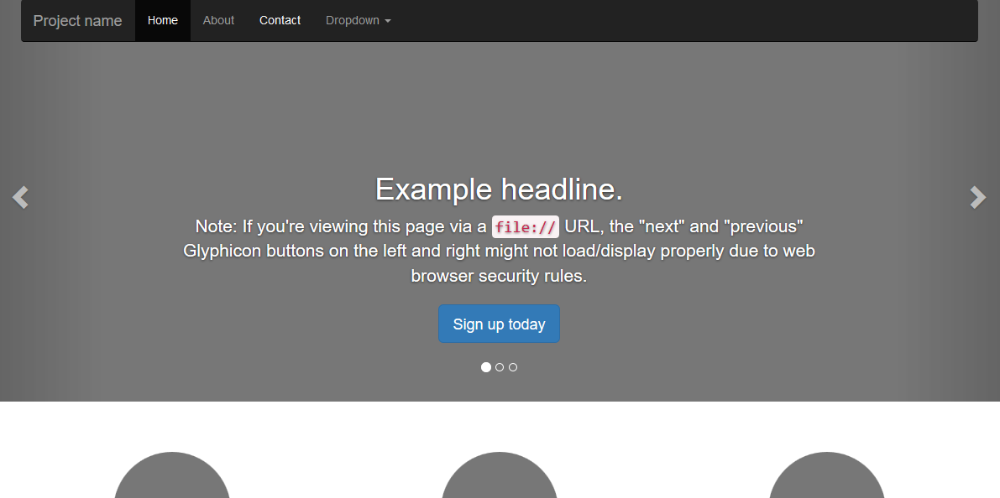 Project name Home About Contact Dropdown
Example headline.
Note: If you're viewing this page via a file:// URL, the "next" and "previous"
Glyphicon buttons on the left and right might not load/display properly due to web
browser security rules.
Sign up today